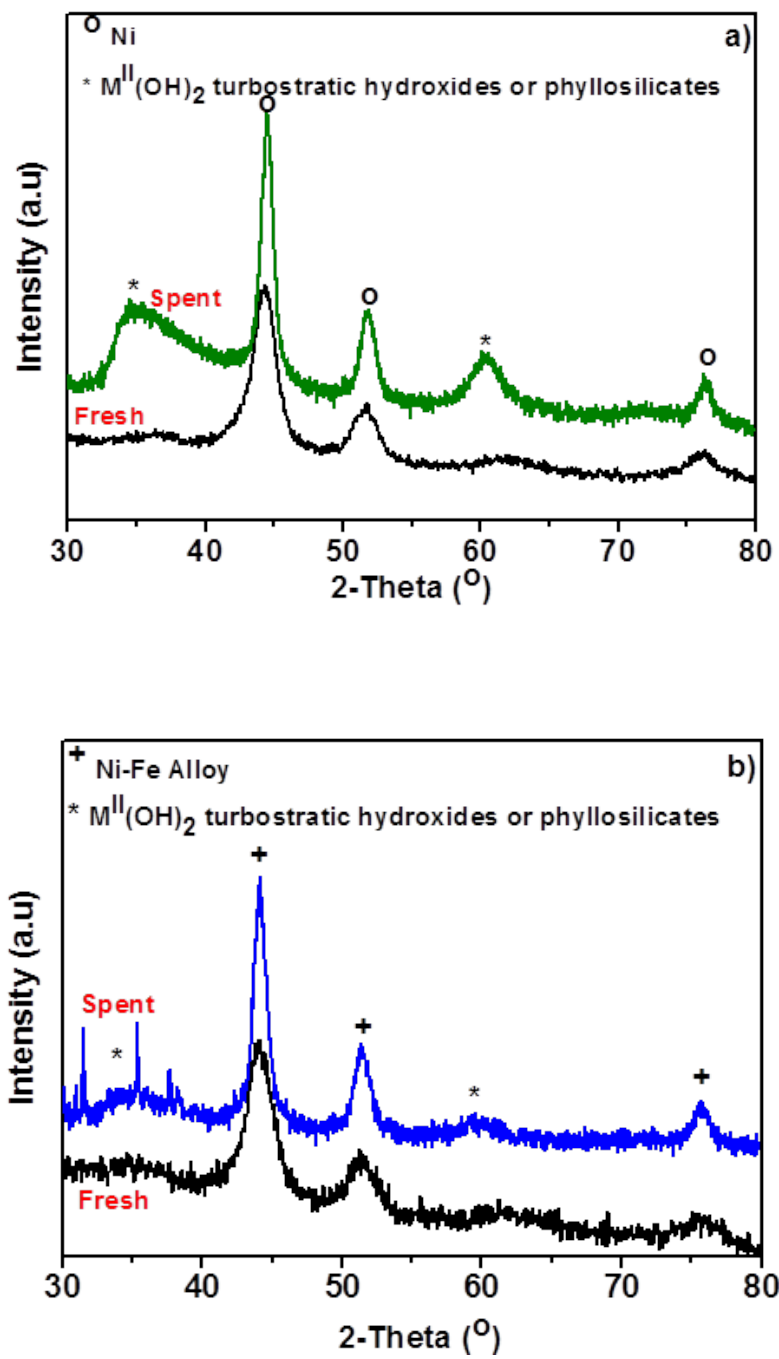 o Ni
a)
* M^II(OH)2 turbostratic hydroxides or phyllosilicates
o
Intensity (a.u)
*
Spent
o
*
o
Fresh
30 40 50 60 70 80
2-Theta (O)
+ Ni-Fe Alloy
b)
* M^II(OH)2 turbostratic hydroxides or phyllosilicates
+
Intensity (a.u)
Spent
*
+
*
+
Fresh
30 40 50 60 70 80
2-Theta (O)